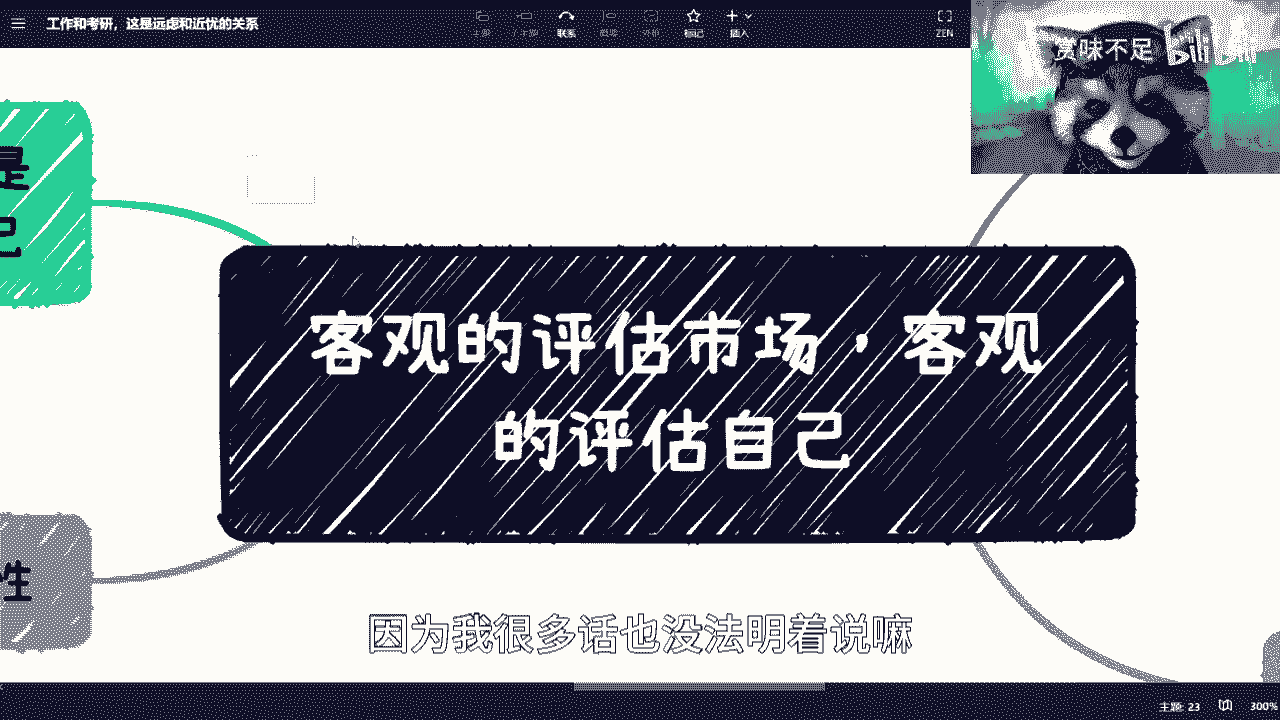 工作和考研，这是远虑和近忧的关系
联系
标记
插入
ZEN
赏味不足 bilibili
是
己
客观的评估市场·客观
的评估自己
性
因为我很多话也没法明着说嘛
主题: 23
300%